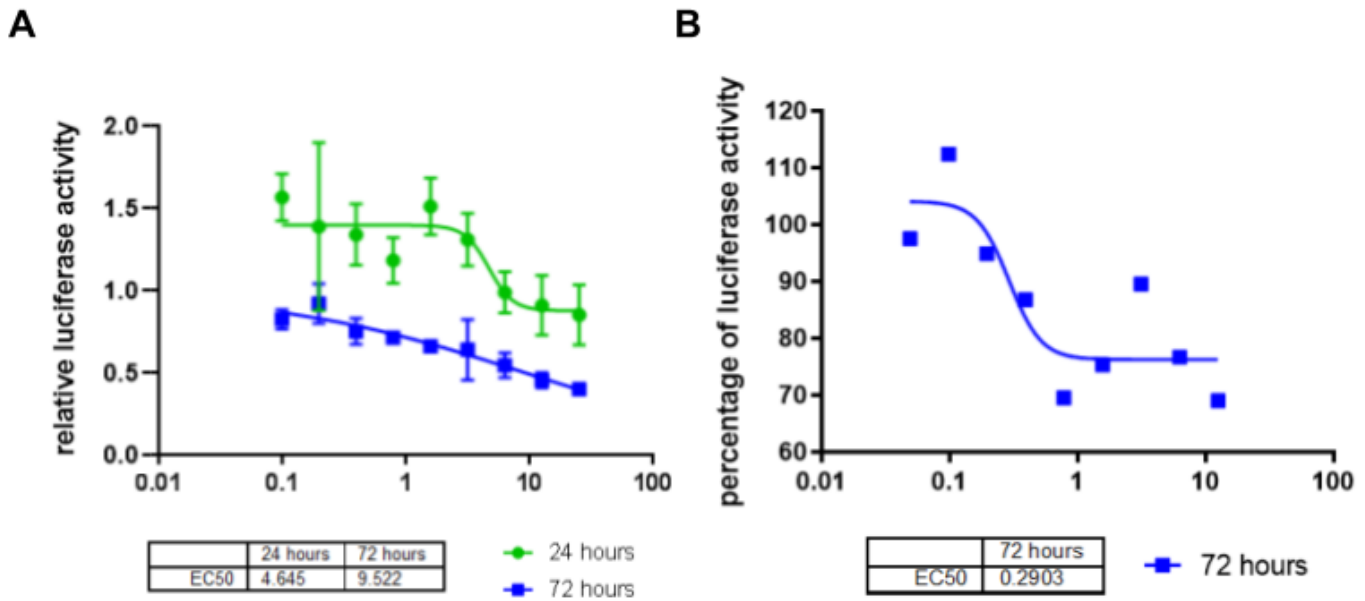 A
relative luciferase activity
2.0
1.5
1.0
0.5
0.0
0.01
0.1
1
10
100
24 hours 72 hours
EC50 4.645 9.522
24 hours
72 hours
B
percentage of luciferase activity
120
110
100
90
80
70
60
0.01
0.1
1
10
100
72 hours
EC50 0.2903
72 hours